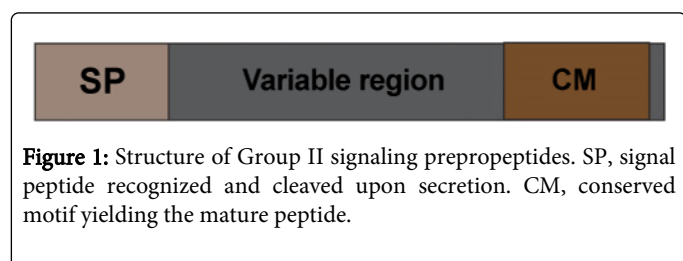 SP Variable region CM
Figure 1: Structure of Group II signaling prepropeptides. SP, signal
peptide recognized and cleaved upon secretion. CM, conserved
motif yielding the mature peptide.